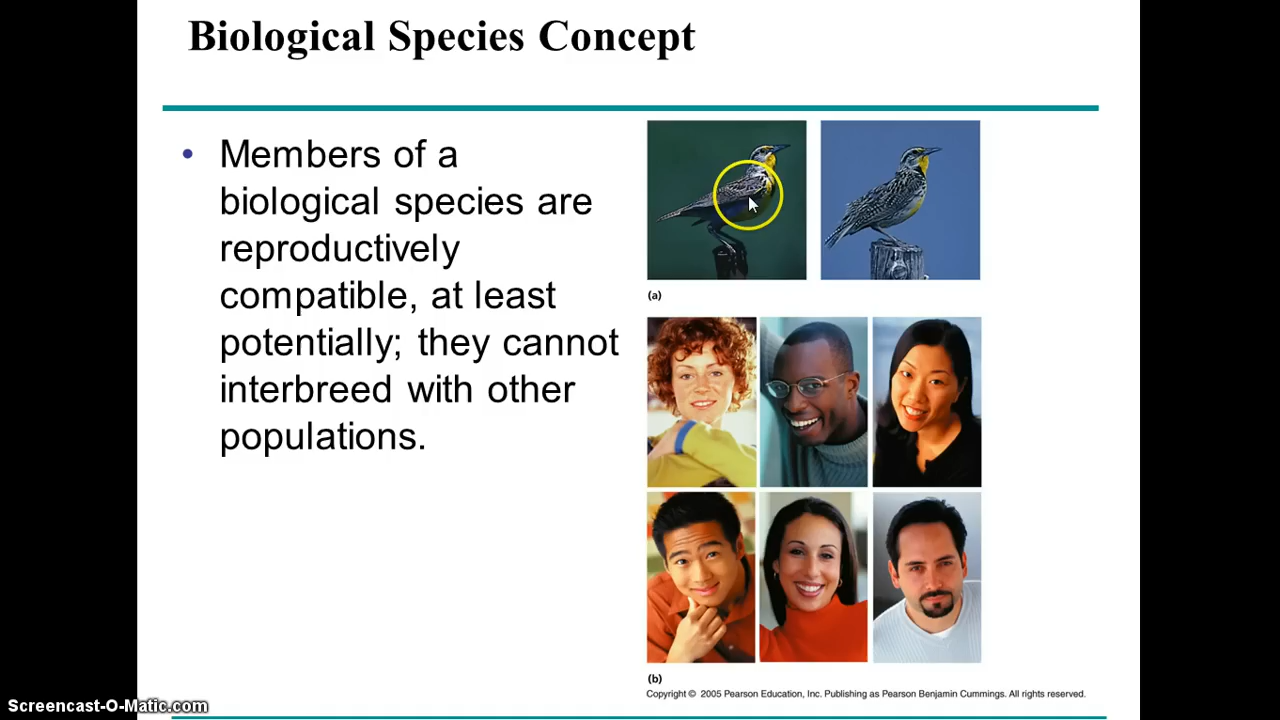 Biological Species Concept
• Members of a
biological species are
reproductively
compatible, at least
potentially; they cannot
interbreed with other
populations.
(a)
(b)
Copyright © 2005 Pearson Education, Inc. Publishing as Pearson Benjamin Cummings. All rights reserved.
Screencast-O-Matic.com